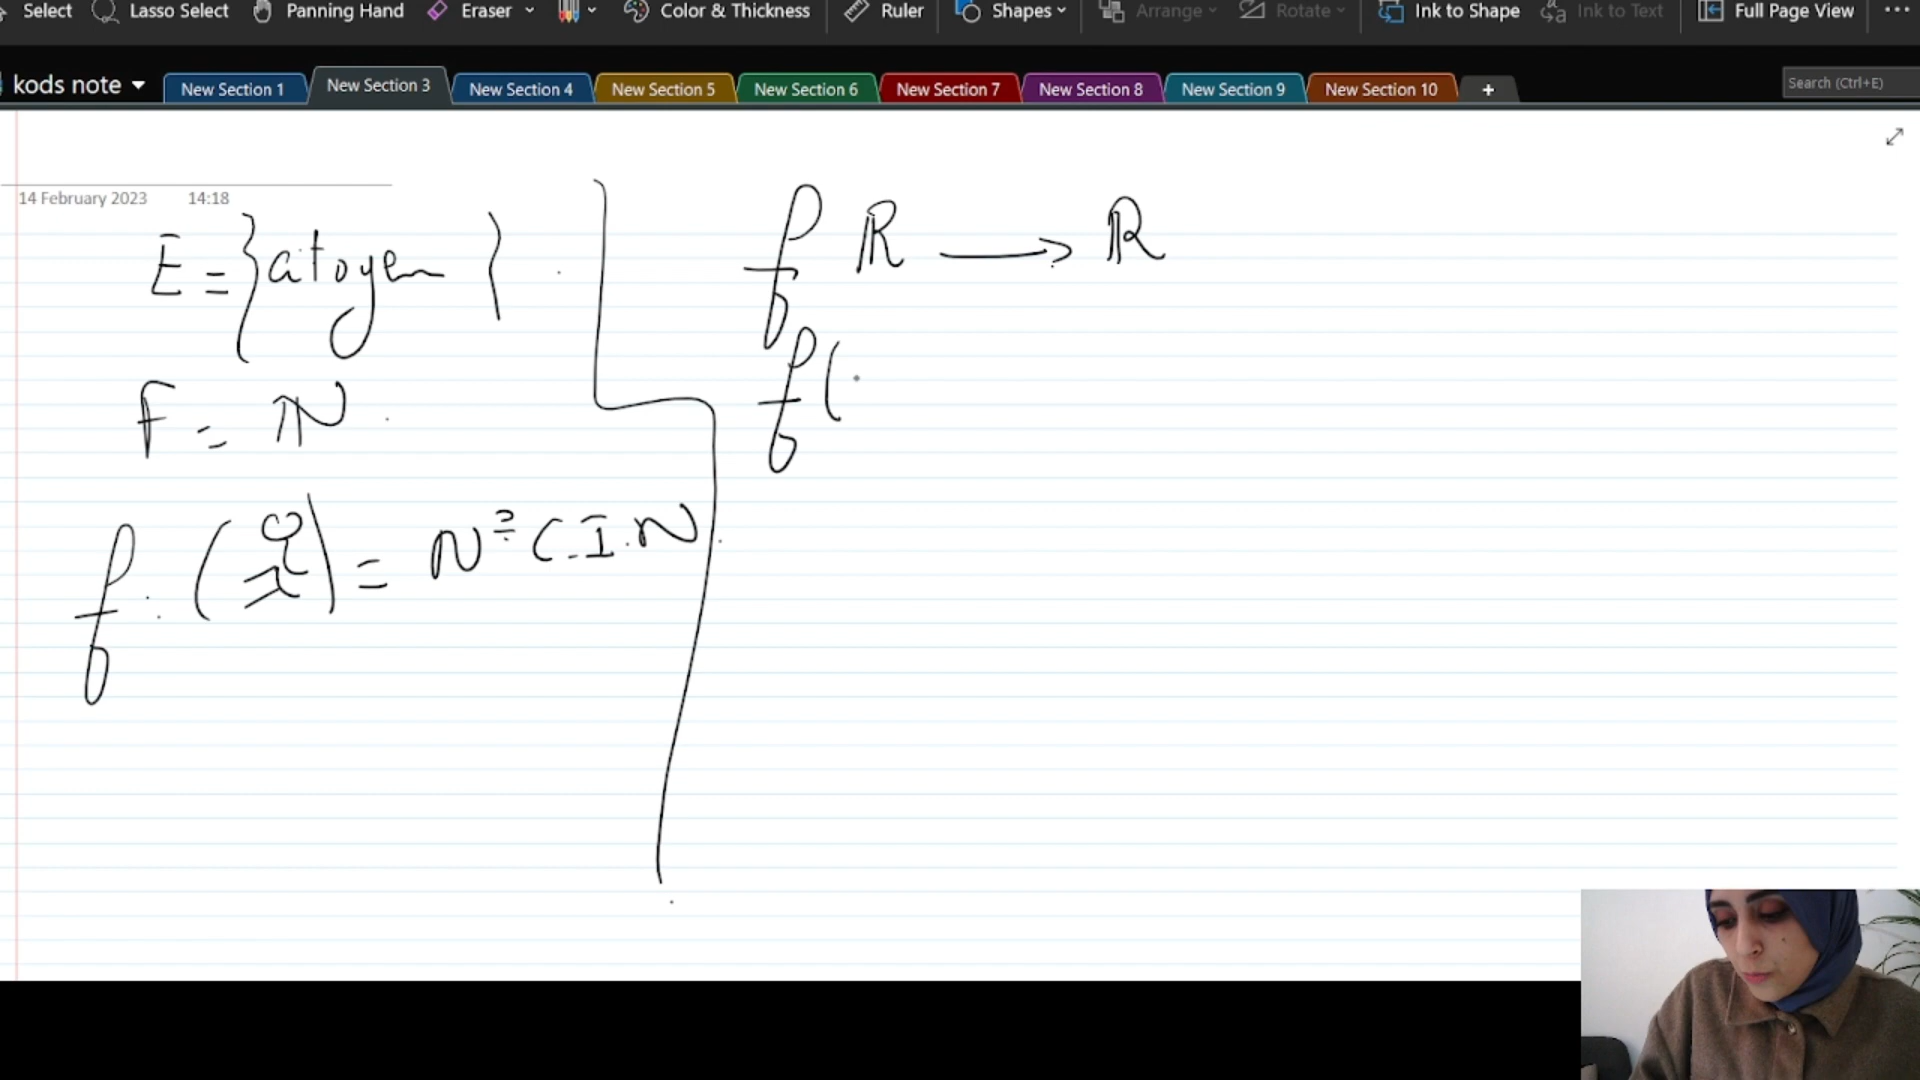 Select Lasso Select Panning Hand Eraser Color & Thickness Ruler Shapes Arrange Rotate Ink to Shape Ink to Text Full Page View
kods note New Section 1 New Section 3 New Section 4 New Section 5 New Section 6 New Section 7 New Section 8 New Section 9 New Section 10 + Search (Ctrl+E)
14 February 2023 14:18
E = {citoyen}
F = ℕ
f ( ) = N° C.I.N
f ℝ → ℝ
f (